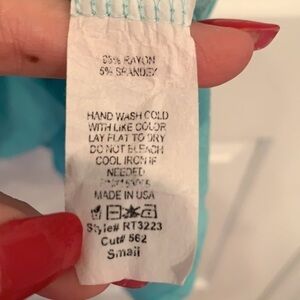 95% RAYON
5% SPANDEX
HAND WASH COLD
WITH LIKE COLOR
LAY FLAT TO DRY
DO NOT BLEACH
COOL IRON IF
NEEDED
MADE IN USA
Style# RT3223
Cut# 562
Small